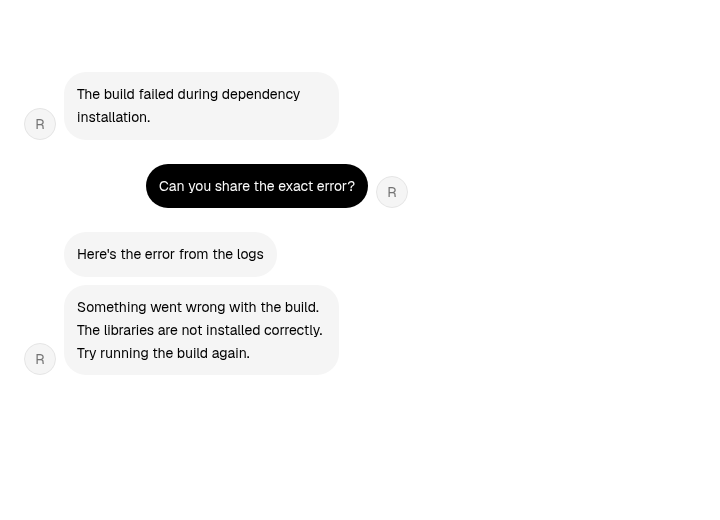 The build failed during dependency
installation.
R
Can you share the exact error?
R
Here's the error from the logs
Something went wrong with the build.
The libraries are not installed correctly.
Try running the build again.
R